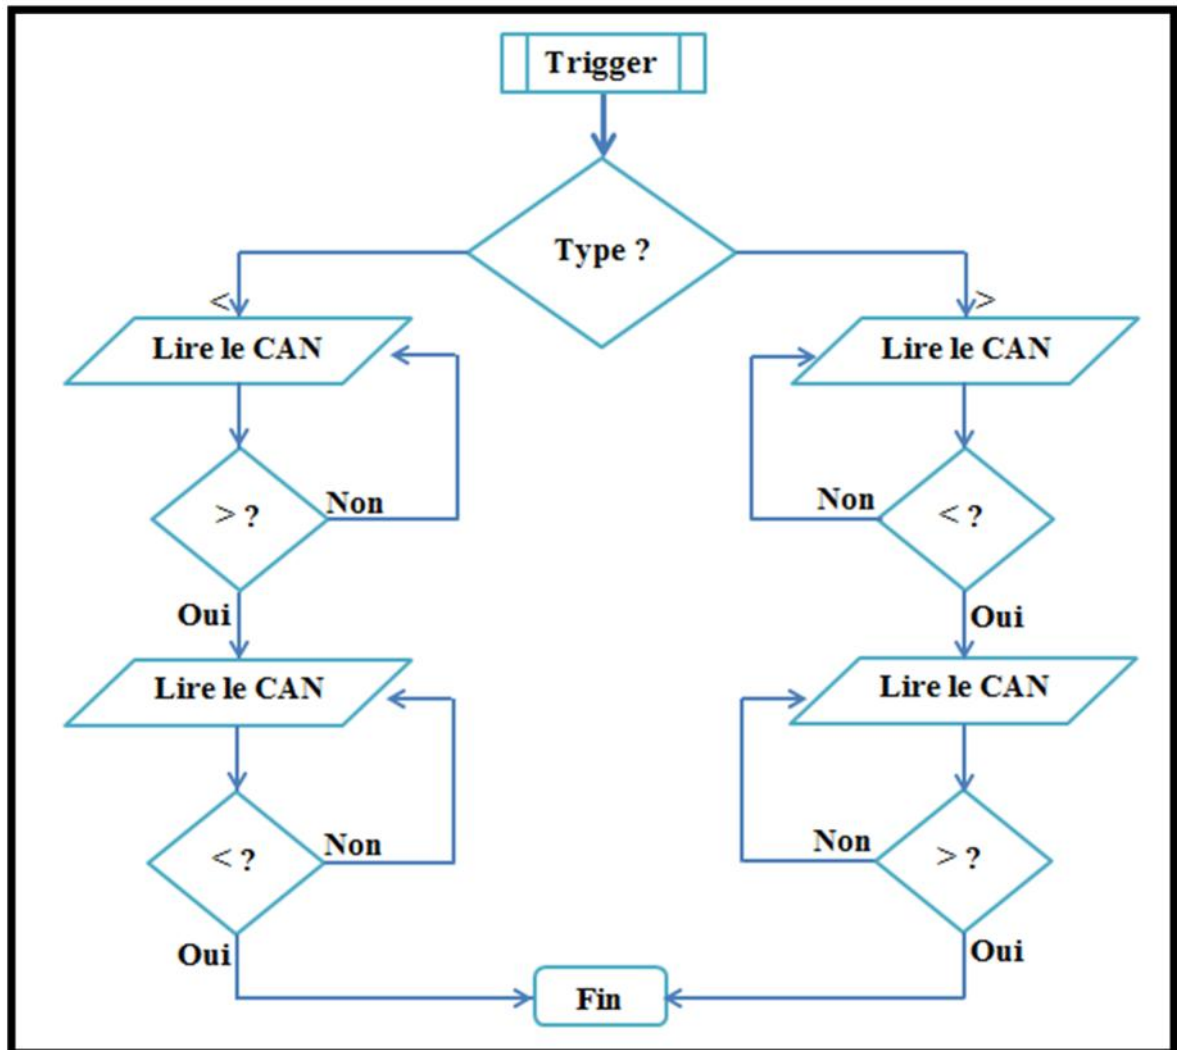 Trigger
Type ?
<
>
Lire le CAN
Lire le CAN
> ?
Non
Non
< ?
Oui
Oui
Lire le CAN
Lire le CAN
< ?
Non
Non
> ?
Oui
Oui
Fin